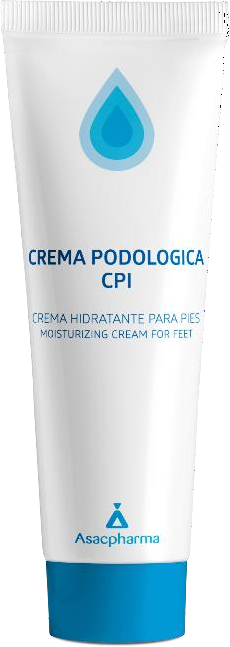 CREMA PODOLOGICA
CPI
CREMA HIDRATANTE PARA PIES
MOISTURIZING CREAM FOR FEET
Asacpharma